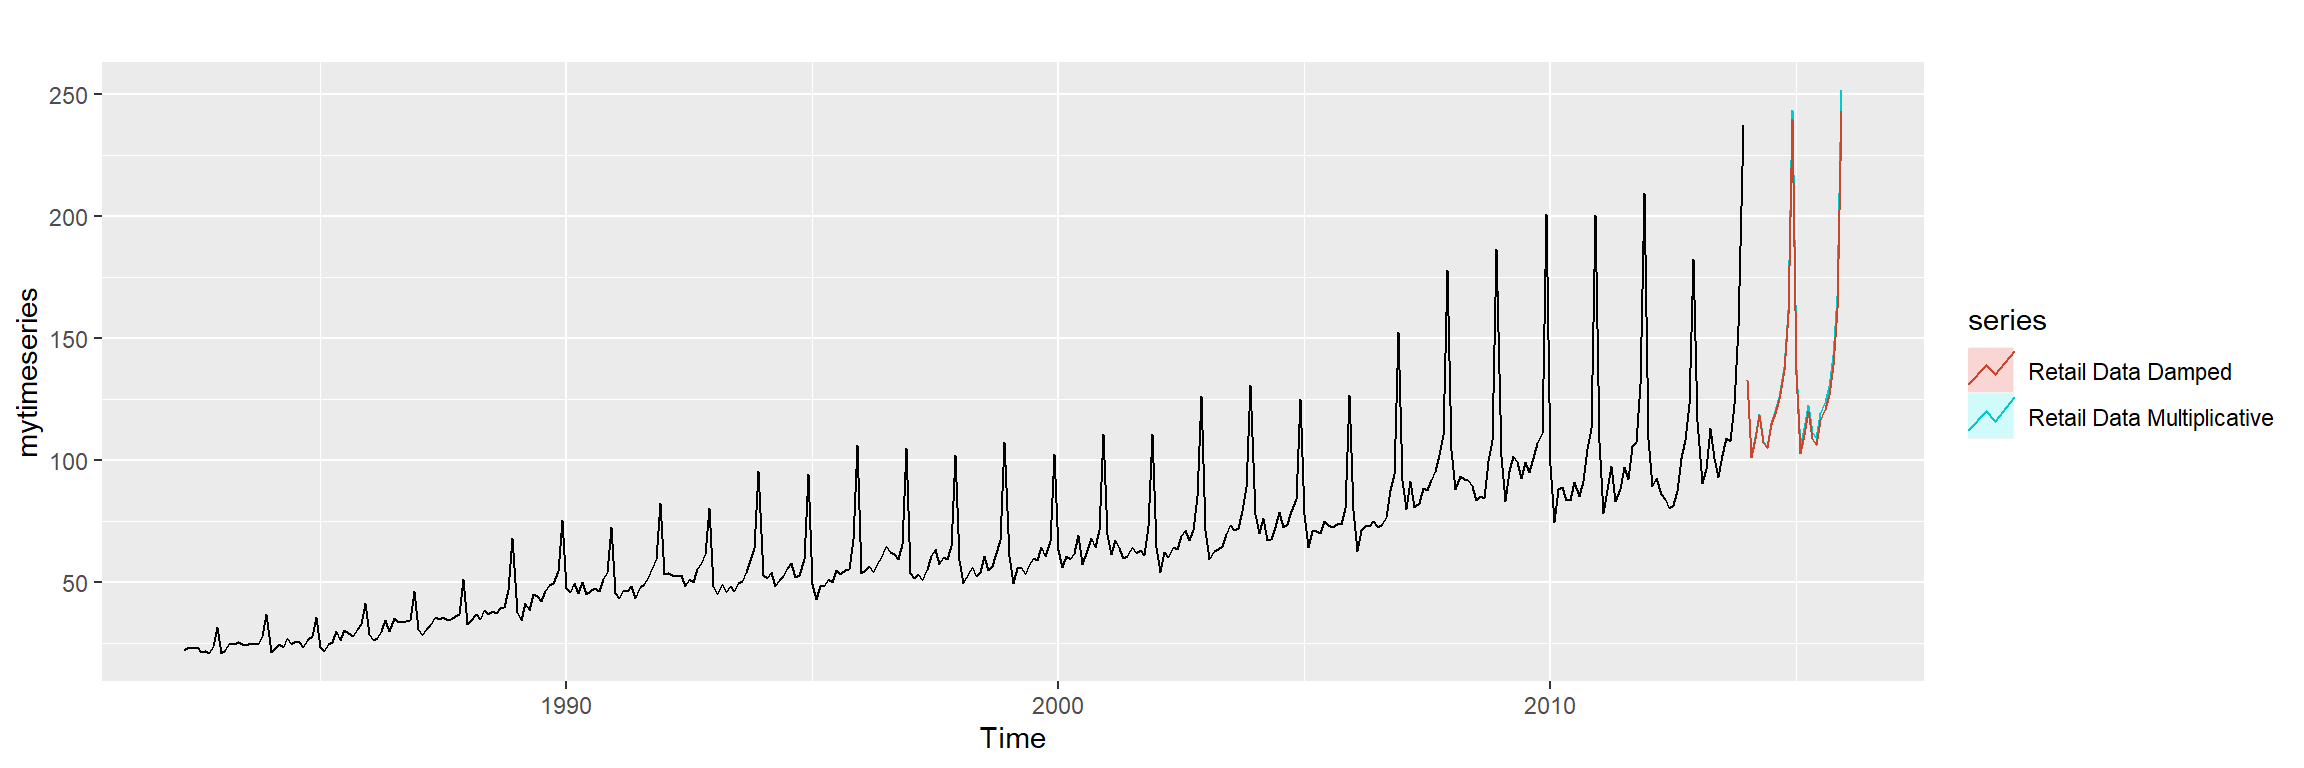 mytimeseries
250
200
150
100
50
1990
2000
2010
Time
series
Retail Data Damped
Retail Data Multiplicative